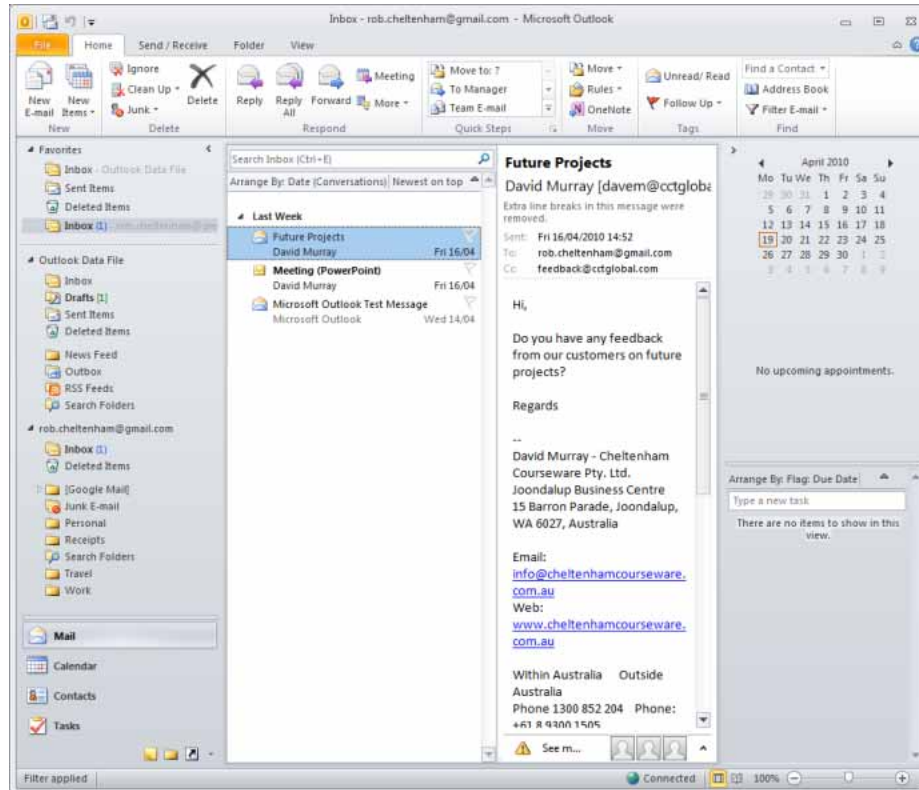 Inbox - rob.cheltenham@gmail.com - Microsoft Outlook
File Home Send / Receive Folder View
New E-mail
New Items
Ignore
Clean Up
Junk
Delete
Reply
Reply All
Forward
Meeting
More
Move to: ?
To Manager
Team E-mail
Move
Rules
OneNote
Unread/ Read
Follow Up
Find a Contact
Address Book
Filter E-mail
New Delete Respond Quick Steps Move Tags Find
Favorites
Inbox - Outlook Data File
Sent Items
Deleted Items
Inbox (1)
Outlook Data File
Inbox
Drafts [1]
Sent Items
Deleted Items
News Feed
Outbox
RSS Feeds
Search Folders
rob.cheltenham@gmail.com
Inbox (1)
Deleted Items
[Google Mail]
Junk E-mail
Personal
Receipts
Search Folders
Travel
Work
Mail
Calendar
Contacts
Tasks
Search Inbox (Ctrl+E)
Arrange By: Date (Conversations) Newest on top
Last Week
Future Projects
David Murray Fri 16/04
Meeting (PowerPoint)
David Murray Fri 16/04
Microsoft Outlook Test Message
Microsoft Outlook Wed 14/04
Future Projects
David Murray [davem@cctgloba
Extra line breaks in this message were
removed.
Sent: Fri 16/04/2010 14:52
To: rob.cheltenham@gmail.com
Cc: feedback@cctglobal.com
Hi,
Do you have any feedback
from our customers on future
projects?
Regards
--
David Murray - Cheltenham
Courseware Pty. Ltd.
Joondalup Business Centre
15 Barron Parade, Joondalup,
WA 6027, Australia
Email:
info@cheltenhamcourseware.
com.au
Web:
www.cheltenhamcourseware.
com.au
Within Australia Outside
Australia
Phone 1300 852 204 Phone:
+61 8 9300 1505
See m...
April 2010
Mo Tu We Th Fr Sa Su
29 30 31 1 2 3 4
5 6 7 8 9 10 11
12 13 14 15 16 17 18
19 20 21 22 23 24 25
26 27 28 29 30 1 2
3 4 5 6 7 8 9
No upcoming appointments.
Arrange By: Flag: Due Date
Type a new task
There are no items to show in this
view.
Filter applied
Connected
100%